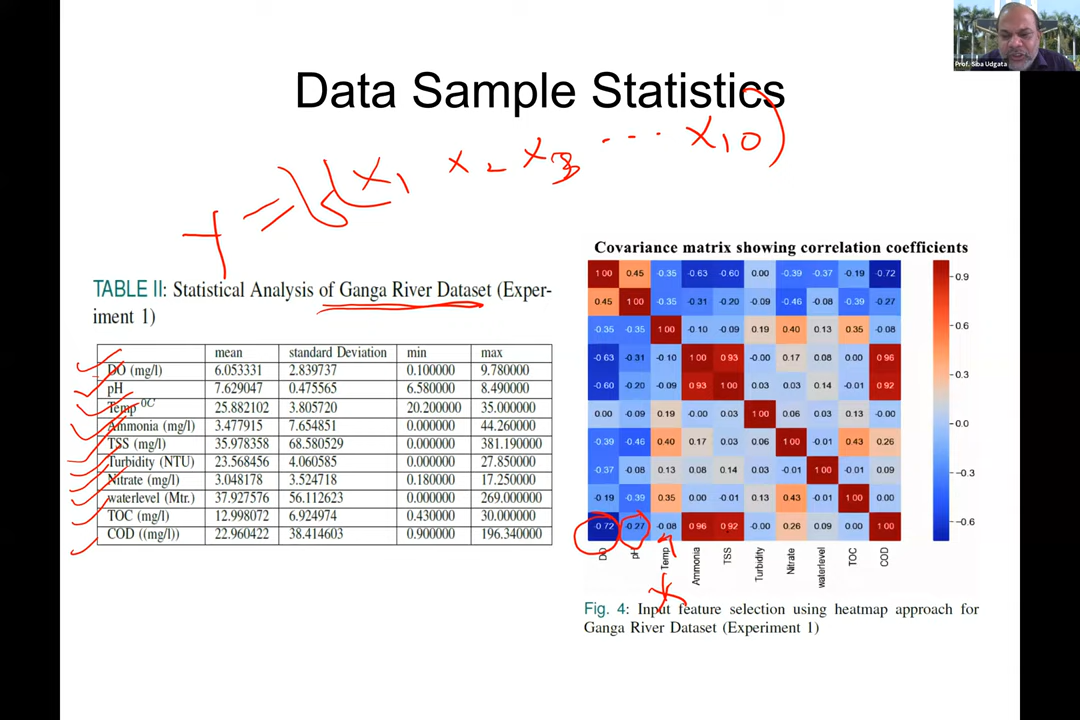 Prof. Siba Udgata
Data Sample Statistics
Y = f(x1 x2 x3 ... x10)
Covariance matrix showing correlation coefficients
TABLE II: Statistical Analysis of Ganga River Dataset (Exper-
iment 1)
mean standard Deviation min max
DO (mg/l) 6.053331 2.839737 0.100000 9.780000
pH 7.629047 0.475565 6.580000 8.490000
Temp 0C 25.882102 3.805720 20.200000 35.000000
Ammonia (mg/l) 3.477915 7.654851 0.000000 44.260000
TSS (mg/l) 35.978358 68.580529 0.000000 381.190000
Turbidity (NTU) 23.568456 4.060585 0.000000 27.850000
Nitrate (mg/l) 3.048178 3.524718 0.180000 17.250000
waterlevel (Mtr.) 37.927576 56.112623 0.000000 269.000000
TOC (mg/l) 12.998072 6.924974 0.430000 30.000000
COD ((mg/l)) 22.960422 38.414603 0.900000 196.340000
1.00 0.45 -0.35 -0.63 -0.60 0.00 -0.39 -0.37 -0.19 -0.72
0.45 1.00 -0.35 -0.31 -0.20 -0.09 -0.46 -0.08 -0.39 -0.27
-0.35 -0.35 1.00 -0.10 -0.09 0.19 0.40 0.13 0.35 -0.08
-0.63 -0.31 -0.10 1.00 0.93 -0.00 0.17 0.08 0.00 0.96
-0.60 -0.20 -0.09 0.93 1.00 0.03 0.03 0.14 -0.01 0.92
0.00 -0.09 0.19 -0.00 0.03 1.00 0.06 0.03 0.13 -0.00
-0.39 -0.46 0.40 0.17 0.03 0.06 1.00 -0.01 0.43 0.26
-0.37 -0.08 0.13 0.08 0.14 0.03 -0.01 1.00 -0.01 0.09
-0.19 -0.39 0.35 0.00 -0.01 0.13 0.43 -0.01 1.00 0.00
-0.72 -0.27 -0.08 0.96 0.92 -0.00 0.26 0.09 0.00 1.00
DO pH Temp Ammonia TSS Turbidity Nitrate waterlevel TOC COD
0.9
0.6
0.3
-0.0
-0.3
-0.6
Fig. 4: Input feature selection using heatmap approach for
Ganga River Dataset (Experiment 1)